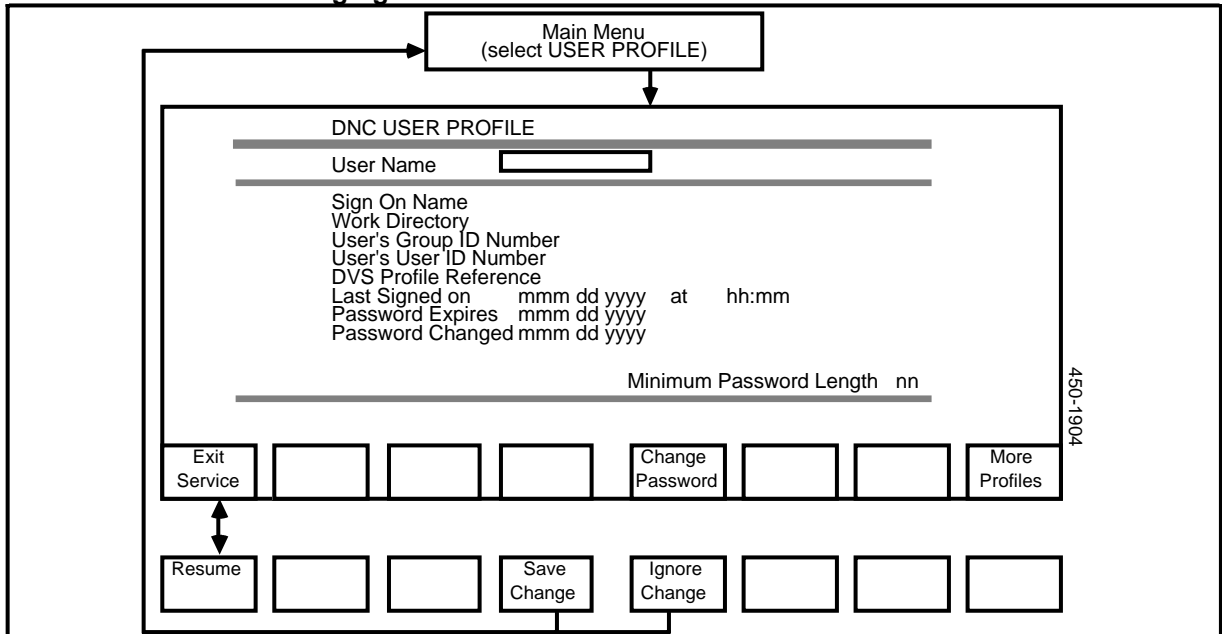 Main Menu
(select USER PROFILE)
DNC USER PROFILE
User Name
Sign On Name
Work Directory
User's Group ID Number
User's User ID Number
DVS Profile Reference
Last Signed on mmm dd yyyy at hh:mm
Password Expires mmm dd yyyy
Password Changed mmm dd yyyy
Minimum Password Length nn
450-1904
Exit
Service
Change
Password
More
Profiles
Resume
Save
Change
Ignore
Change